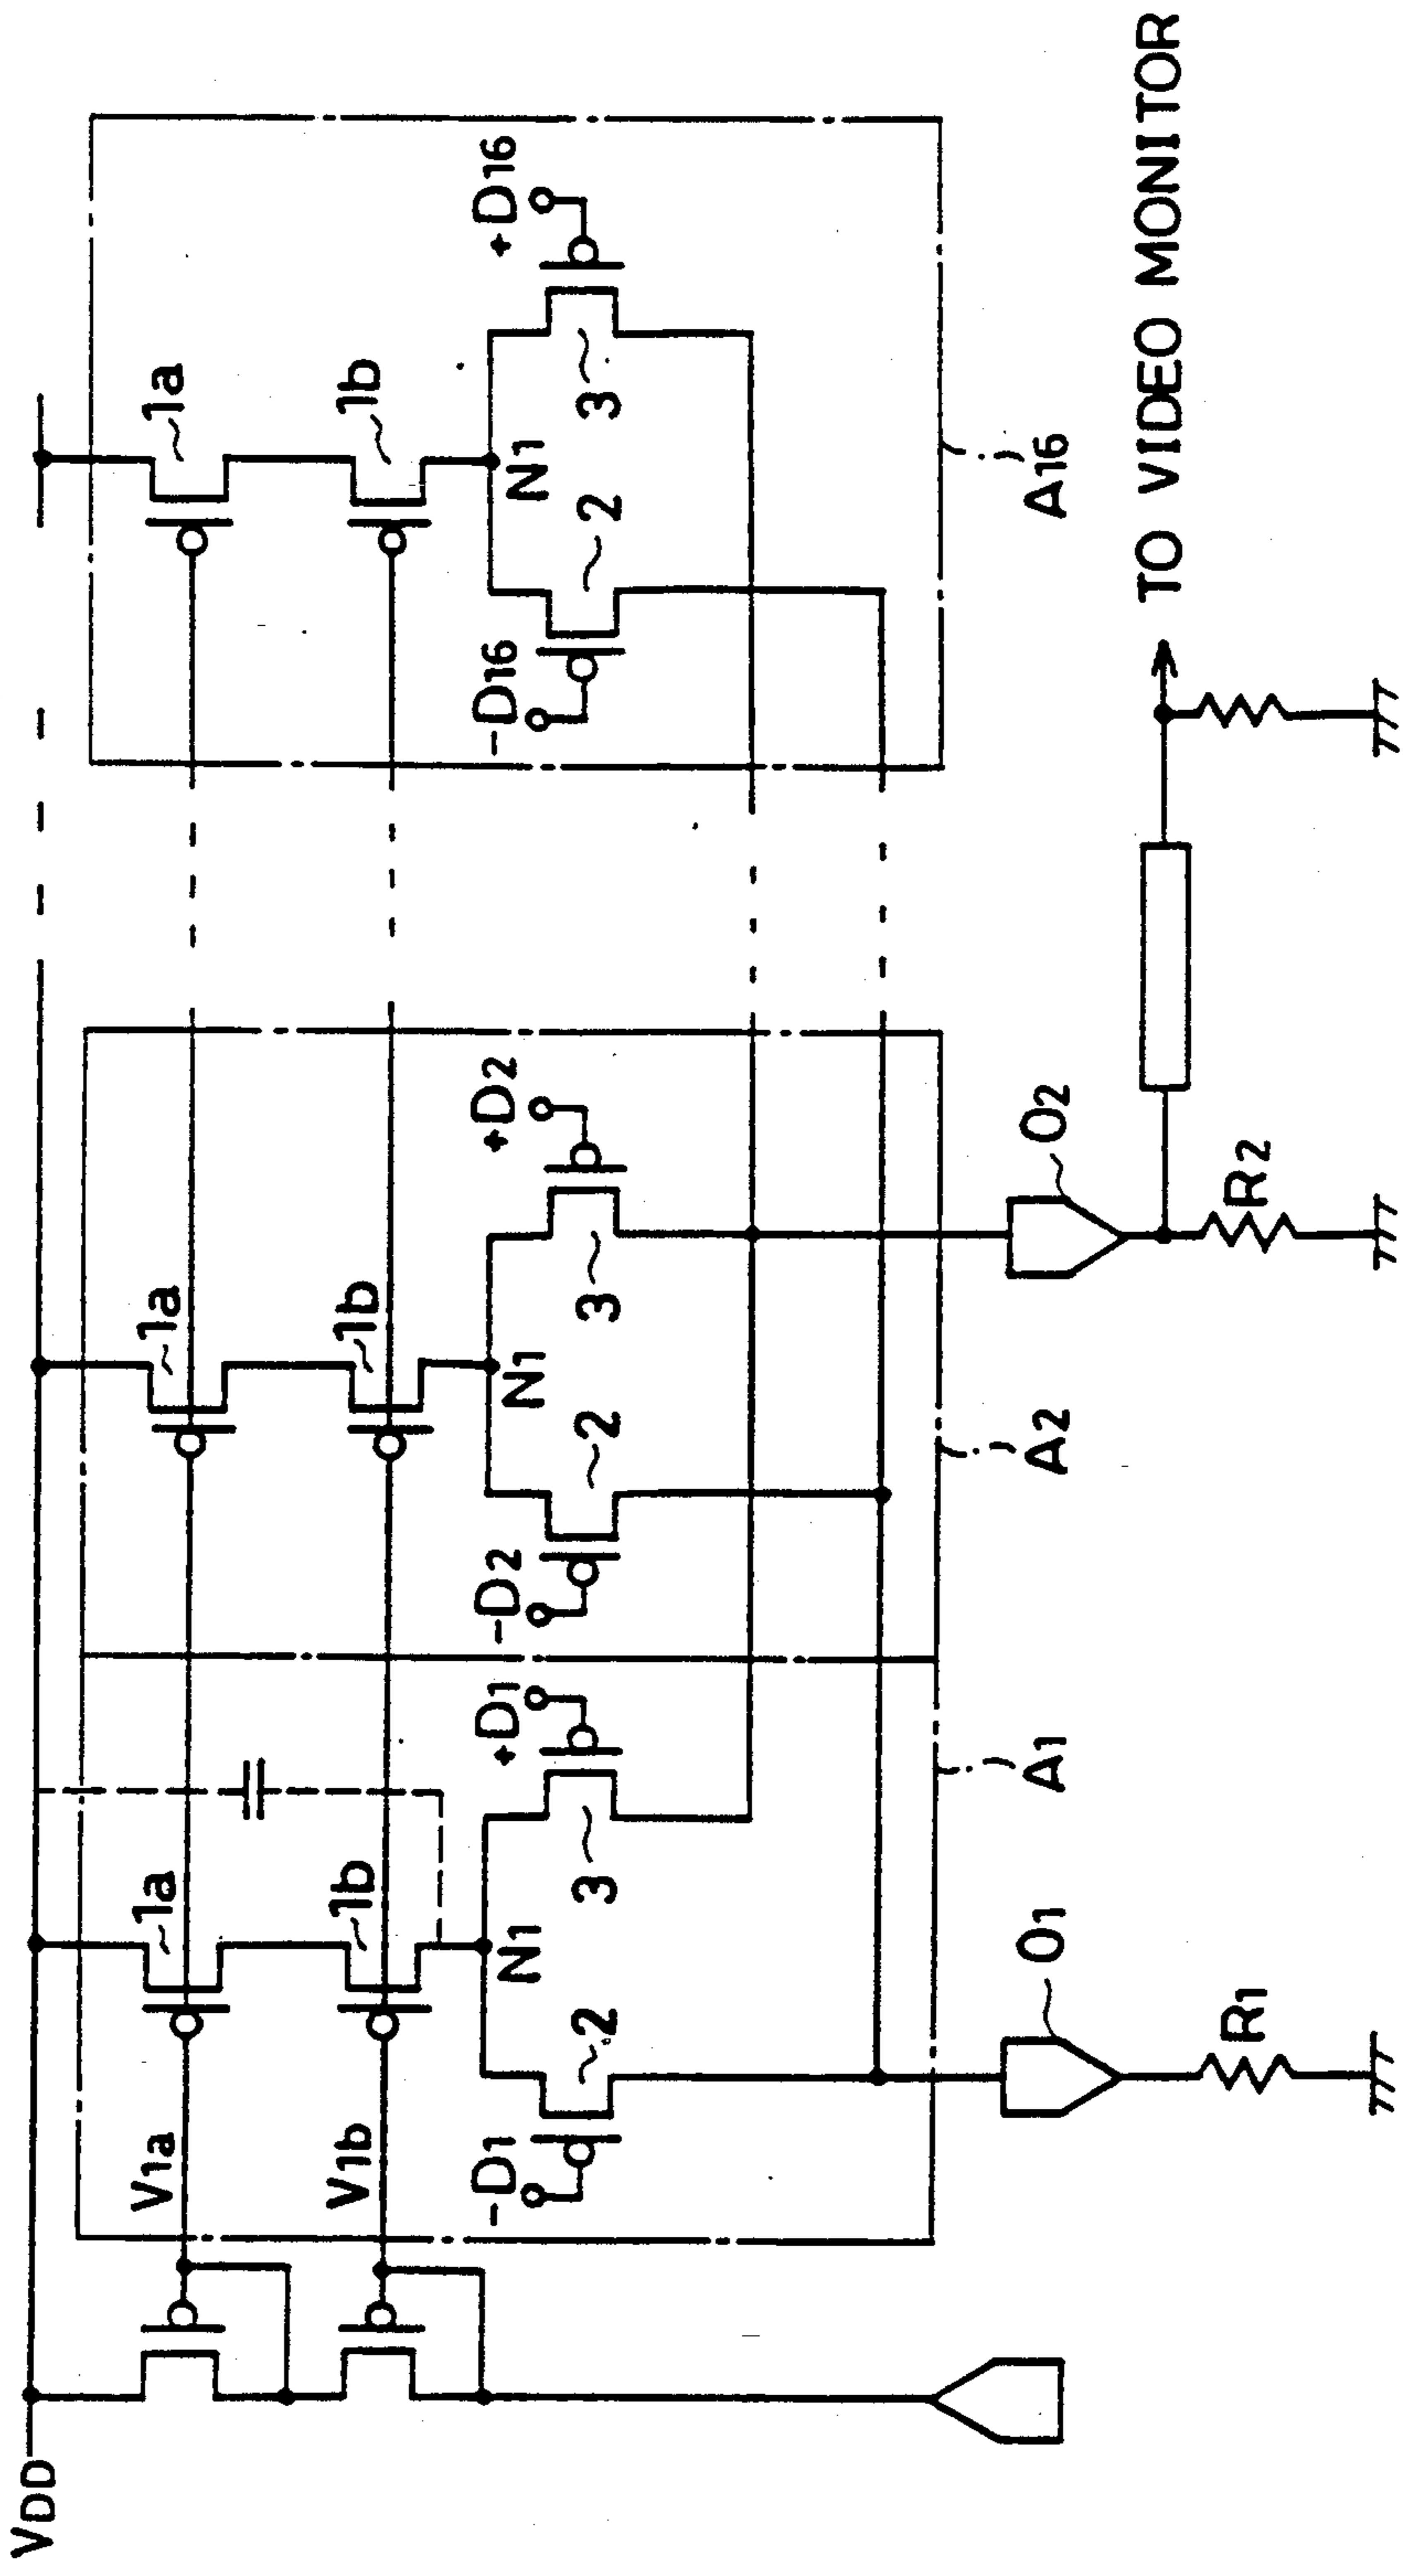 VDD
V1a
1a
1a
1a
V1b
1b
1b
1b
-D1
N1
+D1
-D2
N1
+D2
-D16
N1
+D16
2
3
2
3
2
3
A1
A2
A16
O1
O2
TO VIDEO MONITOR
R1
R2